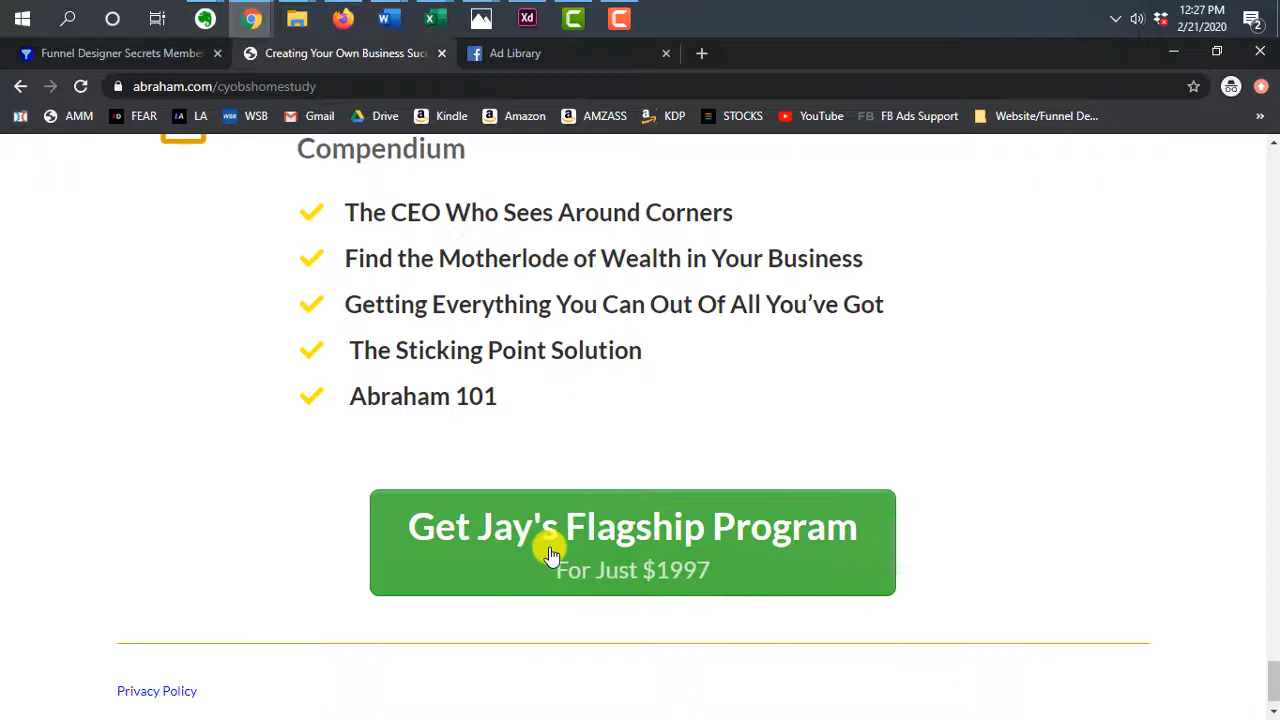 12:27 PM
2/21/2020
2
Funnel Designer Secrets Membe
Creating Your Own Business Suc
Ad Library
abraham.com/cyobshomestudy
AMM FEAR LA WSB Gmail Drive Kindle Amazon AMZASS KDP STOCKS YouTube FB Ads Support Website/Funnel De...
Compendium
The CEO Who Sees Around Corners
Find the Motherlode of Wealth in Your Business
Getting Everything You Can Out Of All You’ve Got
The Sticking Point Solution
Abraham 101
Get Jay's Flagship Program
For Just $1997
Privacy Policy